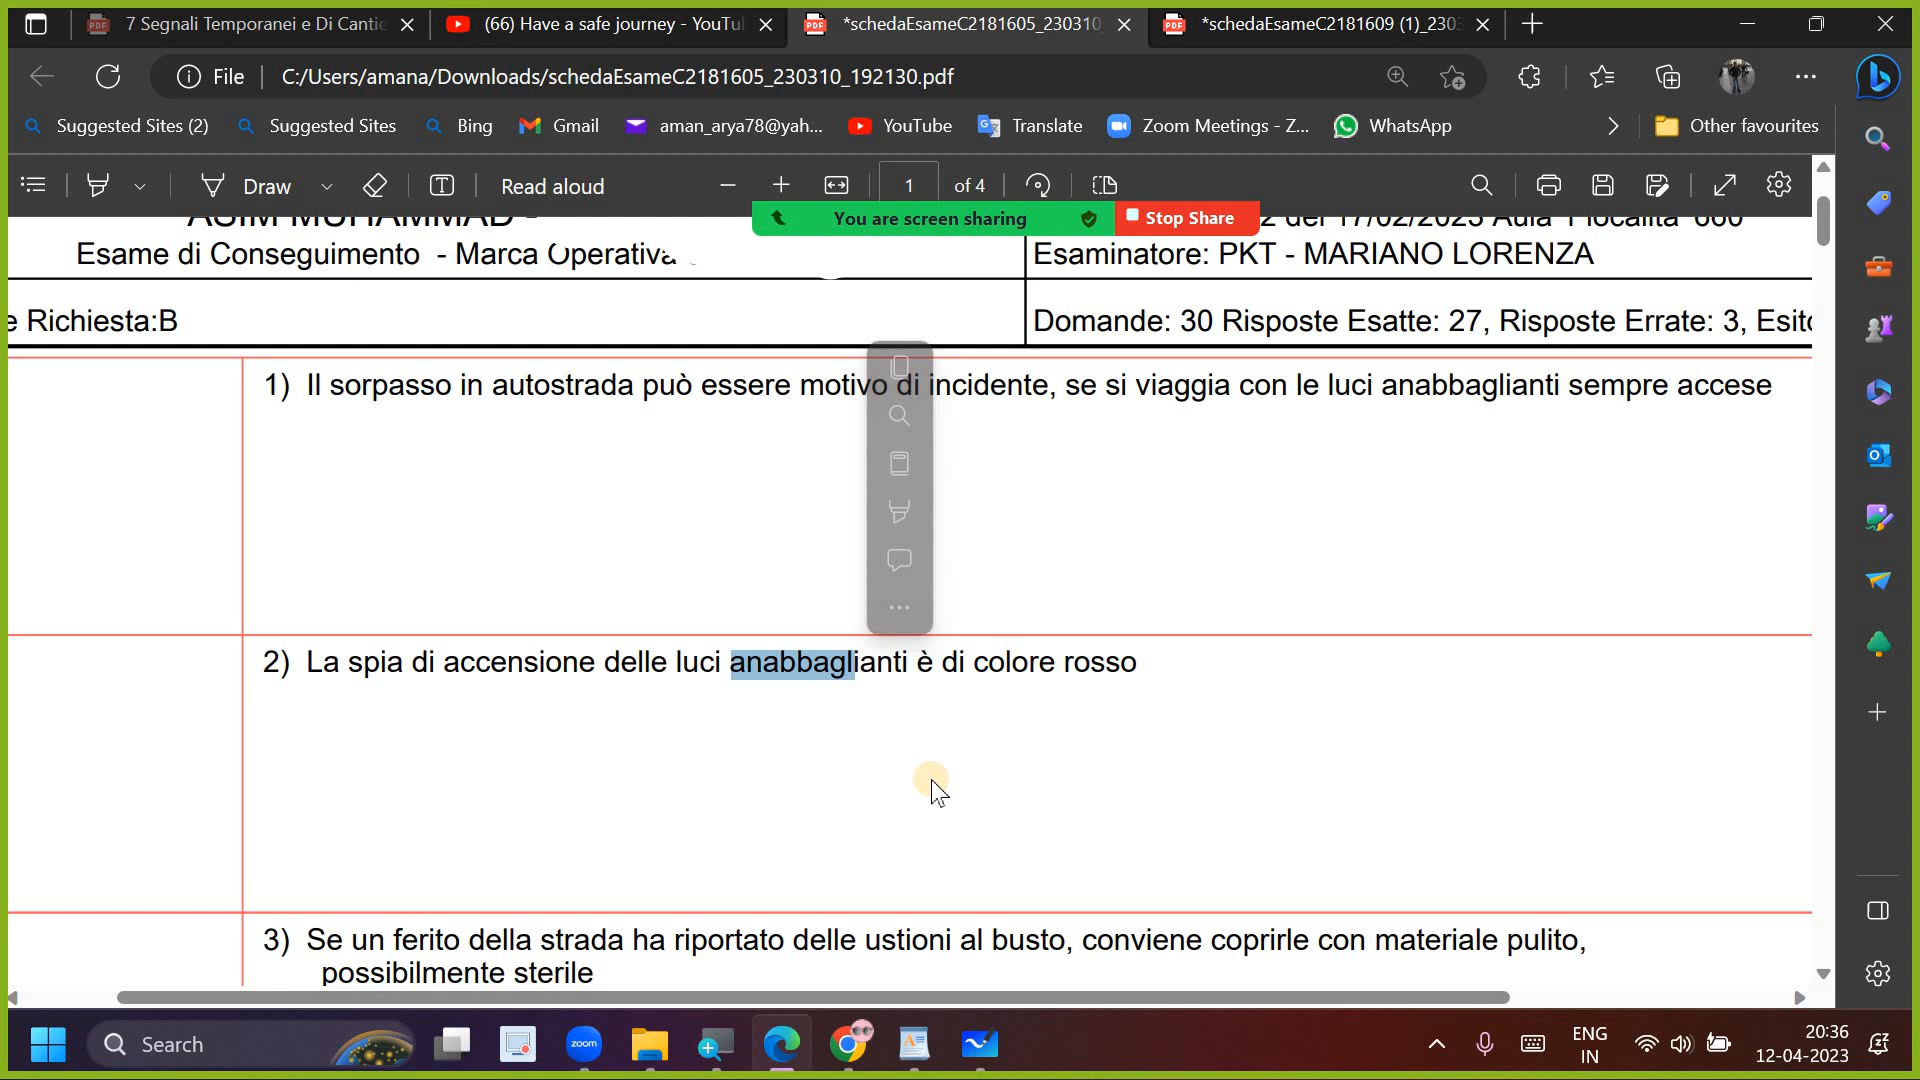 7 Segnali Temporanei e Di Cantie
(66) Have a safe journey - YouTu
*schedaEsameC2181605_230310
*schedaEsameC2181609 (1)_230
File
C:/Users/amana/Downloads/schedaEsameC2181605_230310_192130.pdf
Suggested Sites (2)
Suggested Sites
Bing
Gmail
aman_arya78@yah...
YouTube
Translate
Zoom Meetings - Z...
WhatsApp
Other favourites
Draw
Read aloud
1
of 4
You are screen sharing
Stop Share
ASIM MUHAMMAD -
Esame di Conseguimento - Marca Operativa
Esaminatore: PKT - MARIANO LORENZA
e Richiesta:B
Domande: 30 Risposte Esatte: 27, Risposte Errate: 3, Esito
1) Il sorpasso in autostrada può essere motivo di incidente, se si viaggia con le luci anabbaglianti sempre accese
2) La spia di accensione delle luci anabbaglianti è di colore rosso
3) Se un ferito della strada ha riportato delle ustioni al busto, conviene coprirle con materiale pulito,
possibilmente sterile
Search
zoom
ENG
IN
20:36
12-04-2023